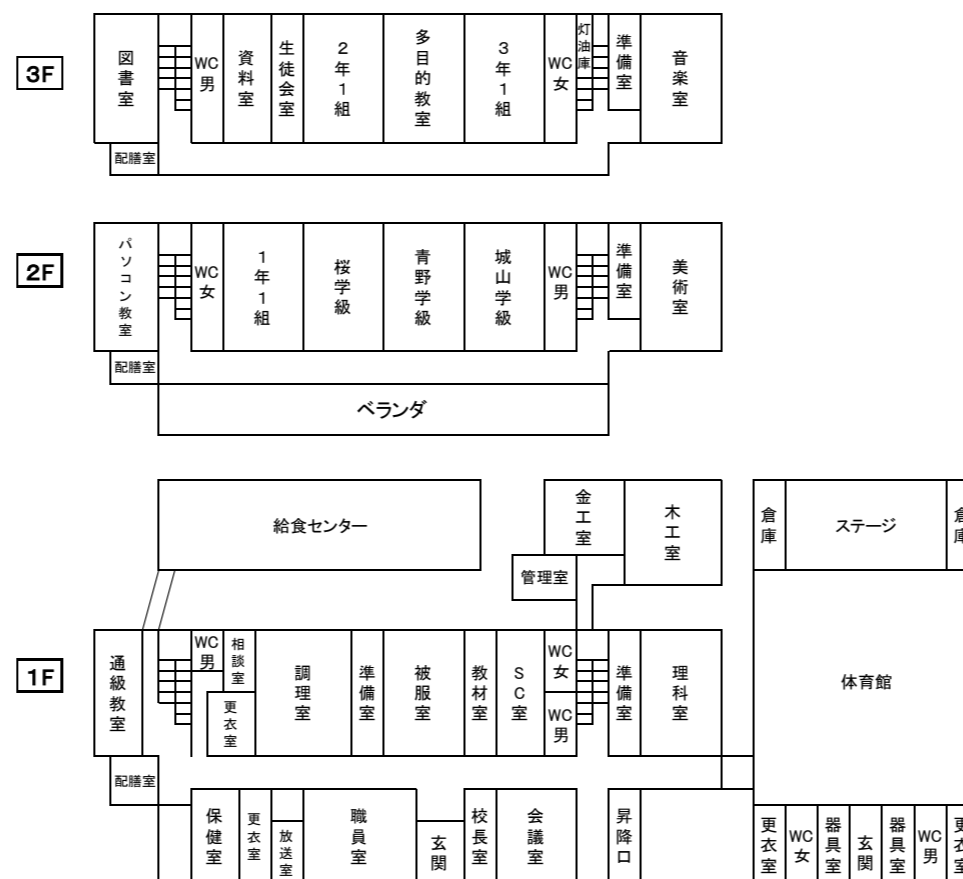 3F
図書室
WC男
資料室
生徒会室
2年1組
多目的教室
3年1組
WC女
灯油庫
準備室
音楽室
配膳室
2F
パソコン教室
WC女
1年1組
桜学級
青野学級
城山学級
WC男
準備室
美術室
配膳室
ベランダ
給食センター
金工室
木工室
管理室
倉庫
ステージ
倉庫
1F
通級教室
WC男
相談室
更衣室
調理室
準備室
被服室
教材室
SC室
WC女
WC男
準備室
理科室
体育館
配膳室
保健室
更衣室
放送室
職員室
玄関
校長室
会議室
昇降口
更衣室
WC女
器具室
玄関
器具室
WC男
更衣室